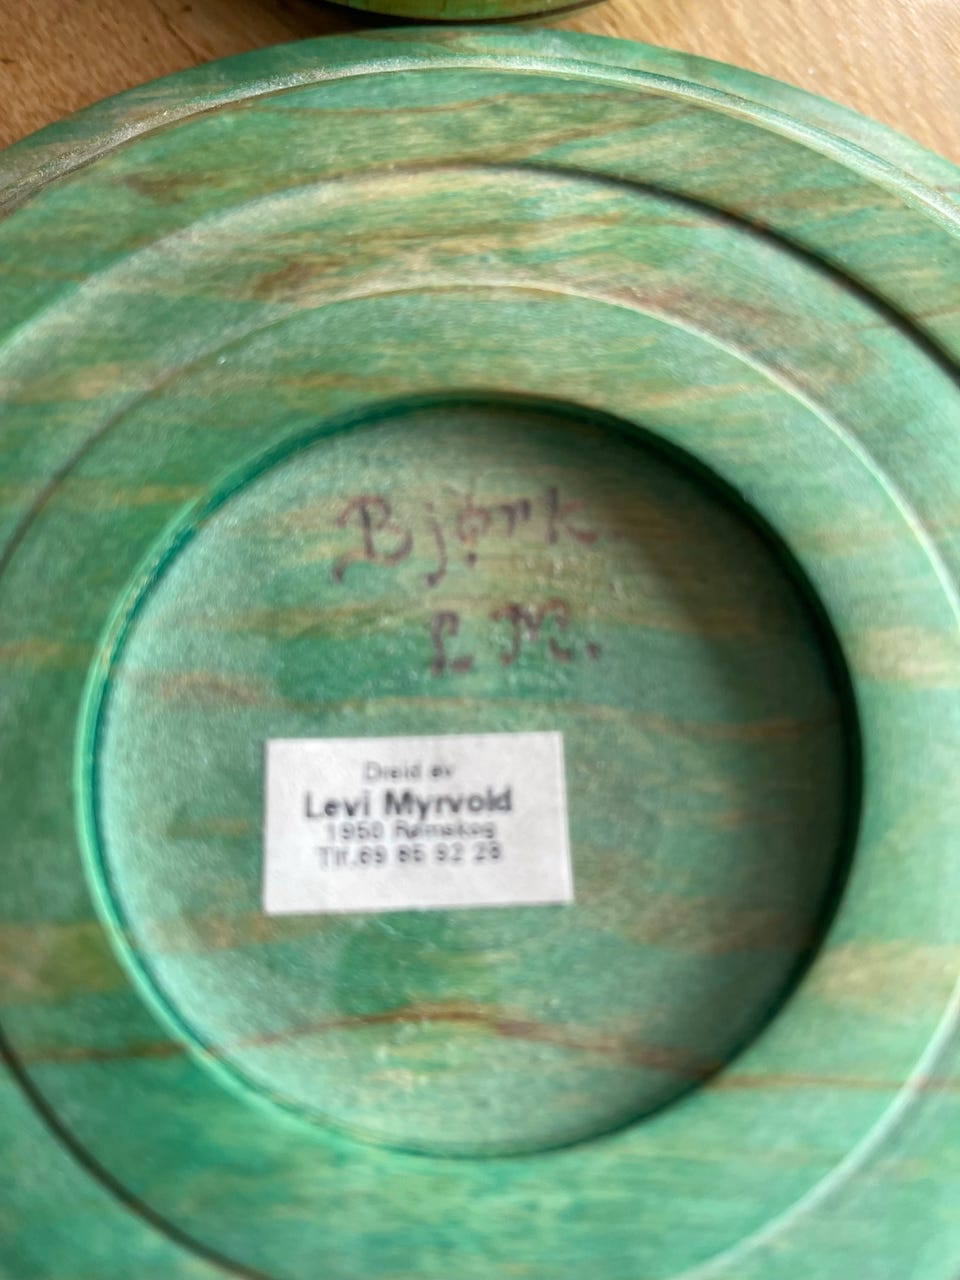 Bjørk.
L M.
Dreid av
Levi Myrvold
1950 Rømskog
Tlf.69 85 92 28